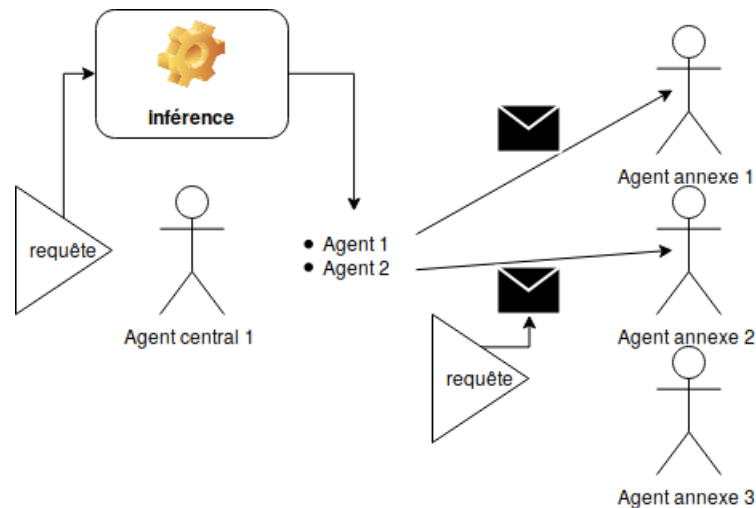 inférence
requête
Agent central 1
• Agent 1
• Agent 2
Agent annexe 1
Agent annexe 2
requête
Agent annexe 3